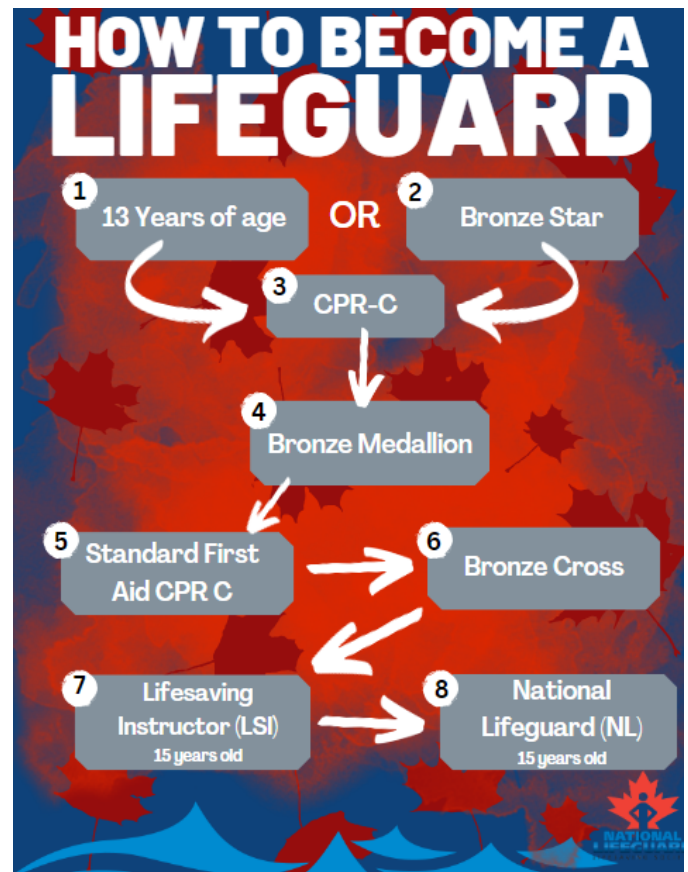 HOW TO BECOME A
LIFEGUARD
1
13 Years of age
OR
2
Bronze Star
3
CPR-C
4
Bronze Medallion
5
Standard First
Aid CPR C
6
Bronze Cross
7
Lifesaving
Instructor (LSI)
15 years old
8
National
Lifeguard (NL)
15 years old
NATIONAL
LIFEGUARD